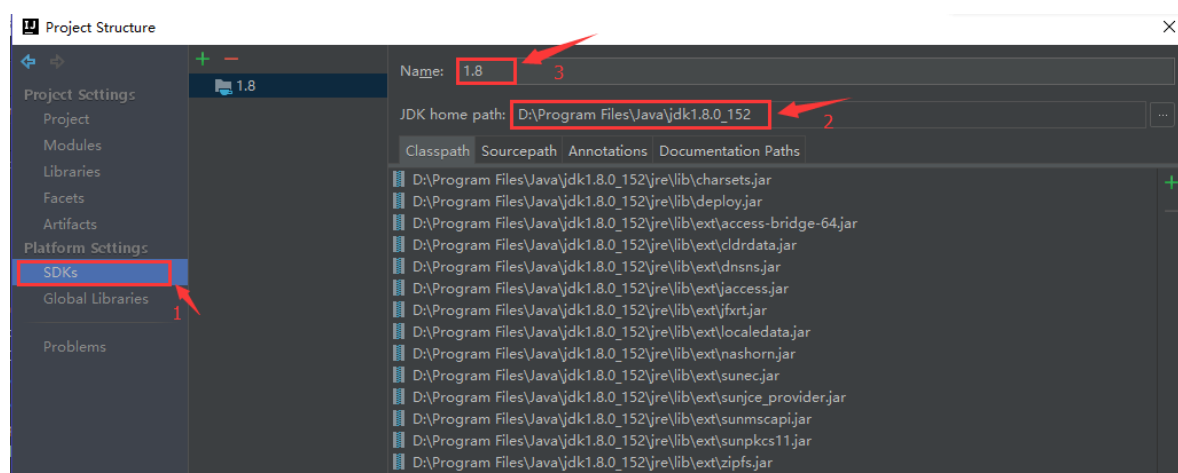 Project Structure
Project Settings
Project
Modules
Libraries
Facets
Artifacts
Platform Settings
SDKs
1
Global Libraries
Problems
1.8
Name: 1.8
3
JDK home path: D:\Program Files\Java\jdk1.8.0_152
2
...
Classpath Sourcepath Annotations Documentation Paths
D:\Program Files\Java\jdk1.8.0_152\jre\lib\charsets.jar
D:\Program Files\Java\jdk1.8.0_152\jre\lib\deploy.jar
D:\Program Files\Java\jdk1.8.0_152\jre\lib\ext\access-bridge-64.jar
D:\Program Files\Java\jdk1.8.0_152\jre\lib\ext\cldrdata.jar
D:\Program Files\Java\jdk1.8.0_152\jre\lib\ext\dnsns.jar
D:\Program Files\Java\jdk1.8.0_152\jre\lib\ext\jaccess.jar
D:\Program Files\Java\jdk1.8.0_152\jre\lib\ext\jfxrt.jar
D:\Program Files\Java\jdk1.8.0_152\jre\lib\ext\localedata.jar
D:\Program Files\Java\jdk1.8.0_152\jre\lib\ext\nashorn.jar
D:\Program Files\Java\jdk1.8.0_152\jre\lib\ext\sunec.jar
D:\Program Files\Java\jdk1.8.0_152\jre\lib\ext\sunjce_provider.jar
D:\Program Files\Java\jdk1.8.0_152\jre\lib\ext\sunmscapi.jar
D:\Program Files\Java\jdk1.8.0_152\jre\lib\ext\sunpkcs11.jar
D:\Program Files\Java\jdk1.8.0_152\jre\lib\ext\zipfs.jar